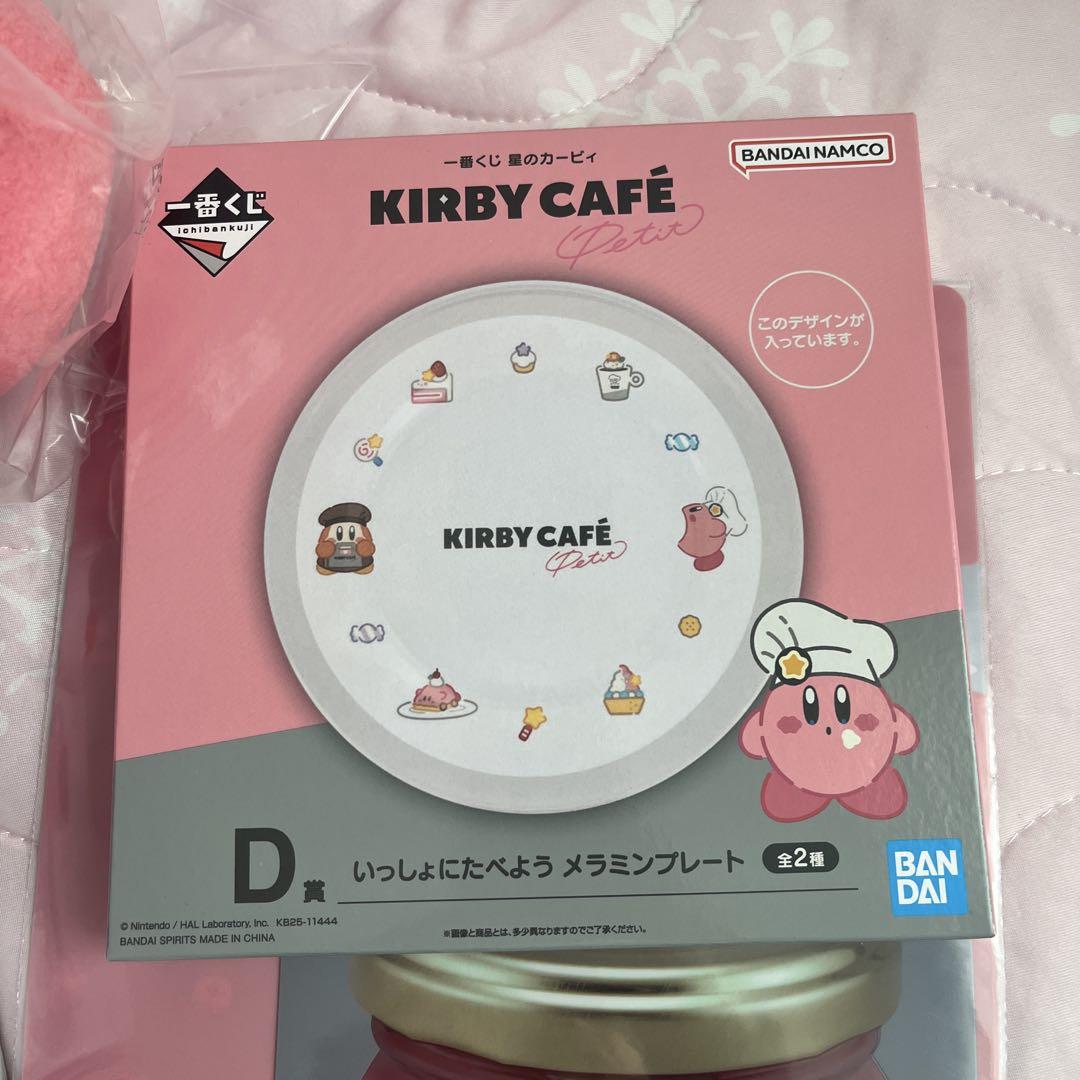 一番くじ 星のカービィ
KIRBY CAFÉ
Petit
BANDAI NAMCO
一番くじ
ichibankuji
このデザインが
入っています。
KIRBY CAFÉ
Petit
D賞
いっしょにたべよう メラミンプレート
全2種
BAN
DAI
© Nintendo / HAL Laboratory, Inc. KB25-11444
BANDAI SPIRITS MADE IN CHINA
※画像と商品とは、多少異なりますのでご了承ください。